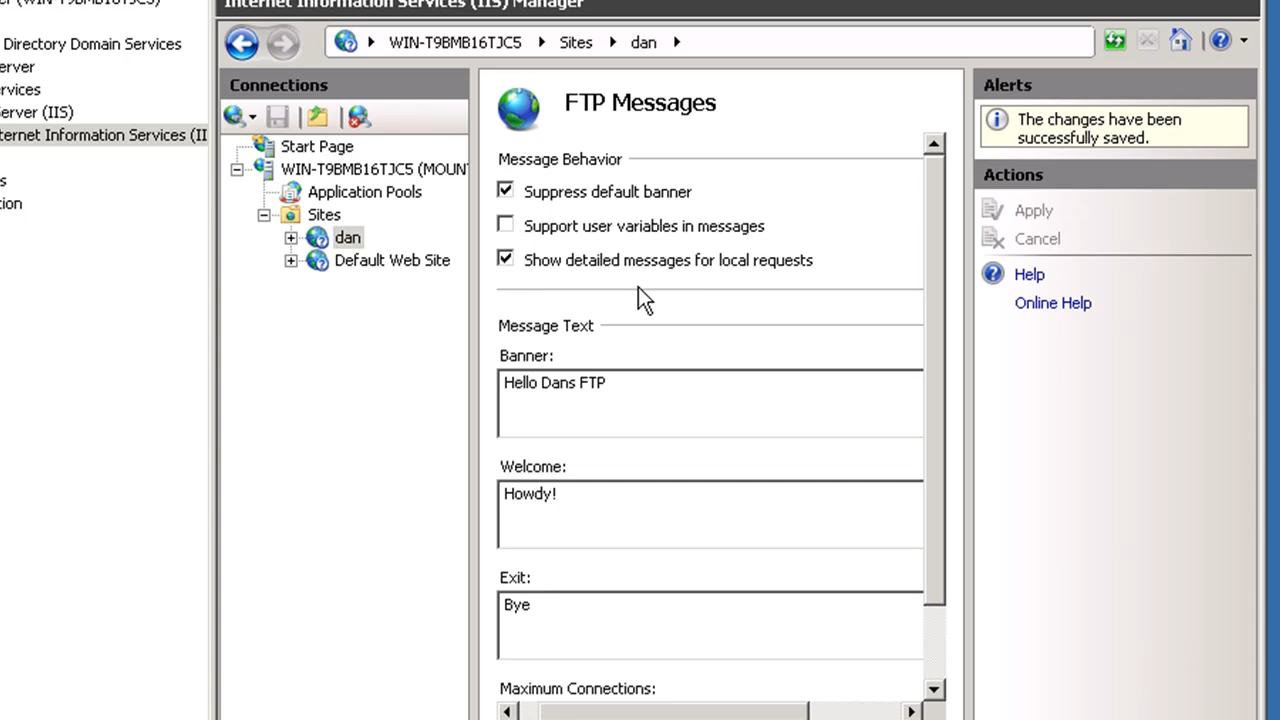 Internet Information Services (IIS) Manager
Directory Domain Services
erver
ervices
Server (IIS)
ternet Information Services (II
s
tion
WIN-T9BMB16TJC5
Sites
dan
Connections
Start Page
WIN-T9BMB16TJC5 (MOUN
Application Pools
Sites
dan
Default Web Site
FTP Messages
Message Behavior
Suppress default banner
Support user variables in messages
Show detailed messages for local requests
Message Text
Banner:
Hello Dans FTP
Welcome:
Howdy!
Exit:
Bye
Maximum Connections:
Alerts
The changes have been
successfully saved.
Actions
Apply
Cancel
Help
Online Help